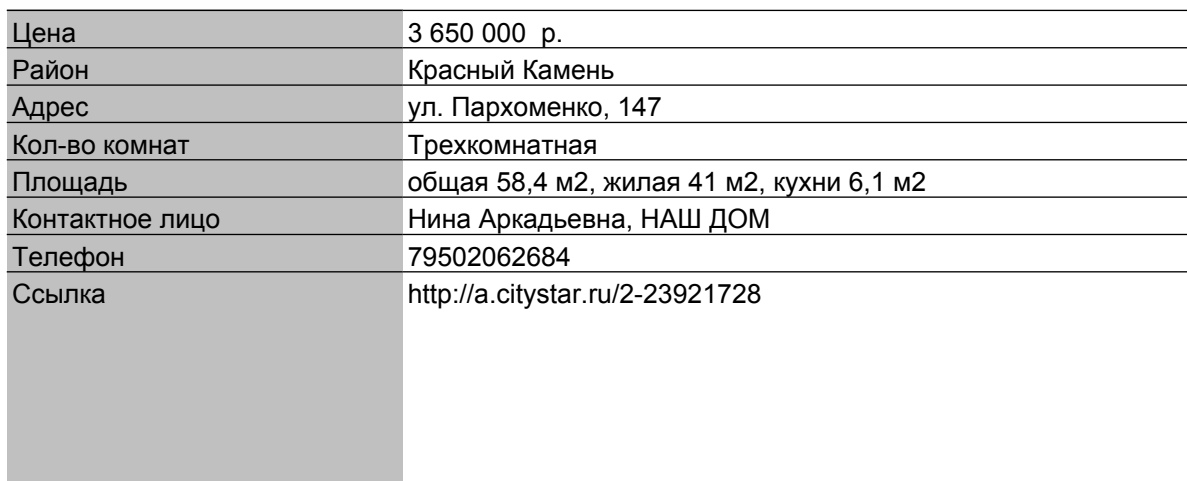 Цена 3 650 000 р.
Район Красный Камень
Адрес ул. Пархоменко, 147
Кол-во комнат Трехкомнатная
Площадь общая 58,4 м2, жилая 41 м2, кухни 6,1 м2
Контактное лицо Нина Аркадьевна, НАШ ДОМ
Телефон 79502062684
Ссылка http://a.citystar.ru/2-23921728